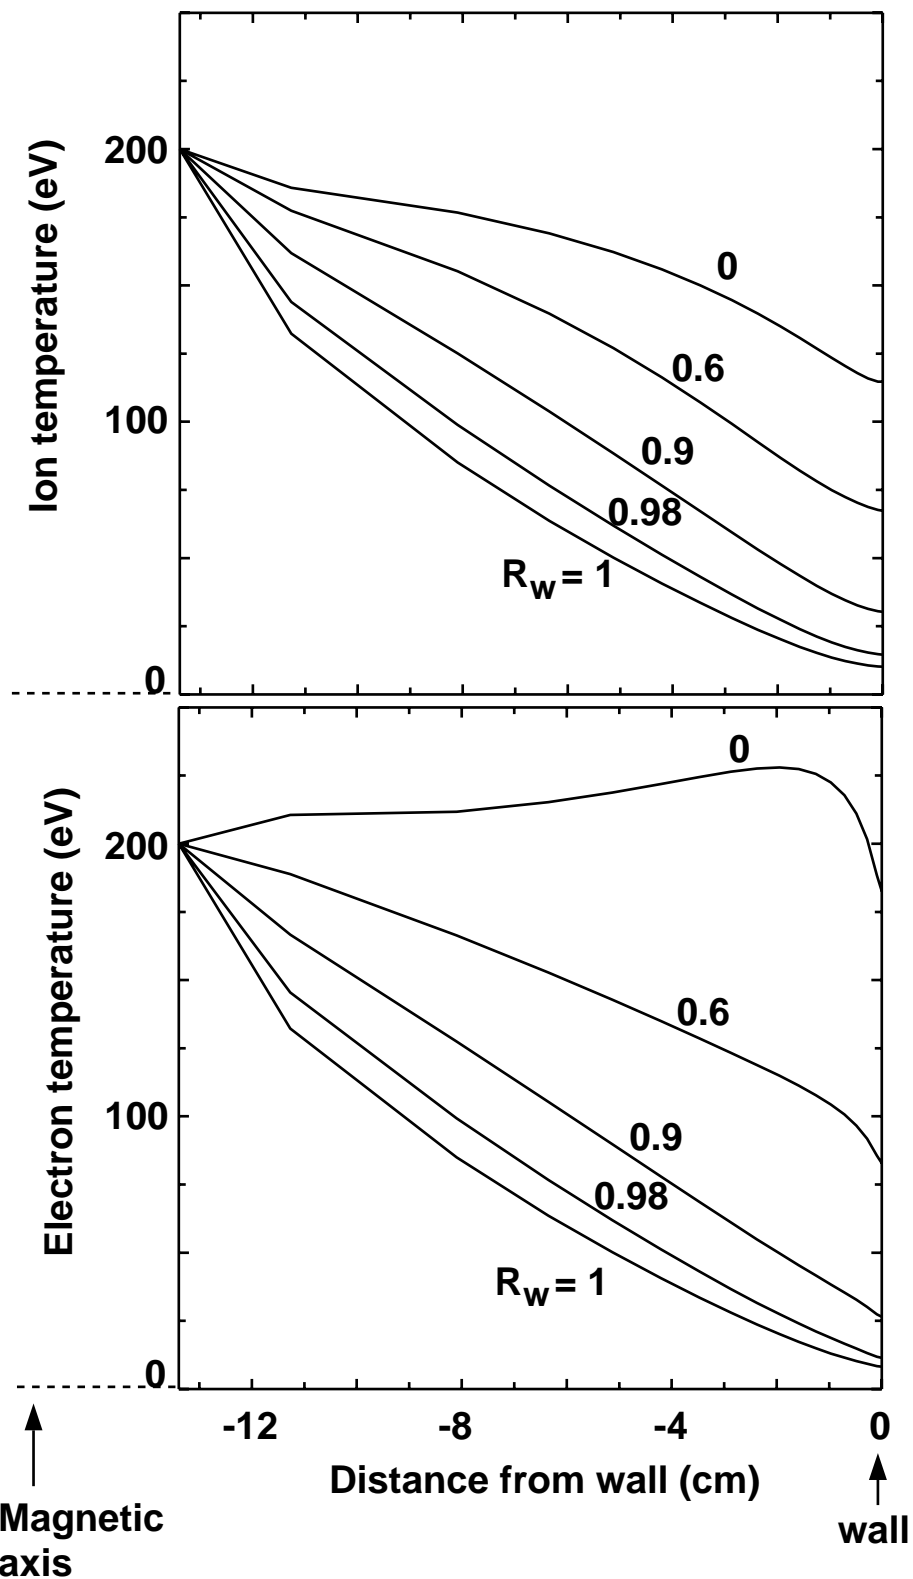 Ion temperature (eV)
200
100
0
0
0.6
0.9
0.98
Rw = 1
Electron temperature (eV)
200
100
0
0
0.6
0.9
0.98
Rw = 1
-12
-8
-4
0
Distance from wall (cm)
Magnetic
axis
wall